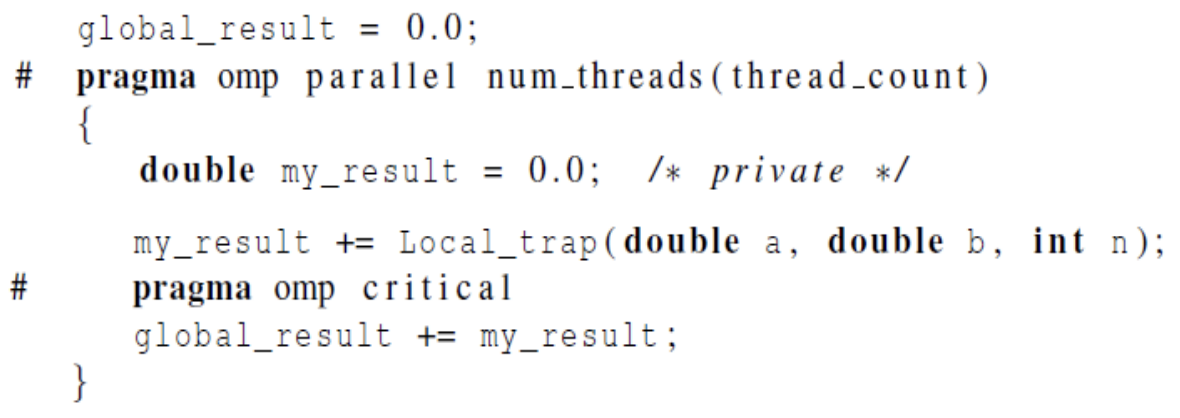 global_result = 0.0;
# pragma omp parallel num_threads(thread_count)
{
double my_result = 0.0; /* private */
my_result += Local_trap(double a, double b, int n);
# pragma omp critical
global_result += my_result;
}